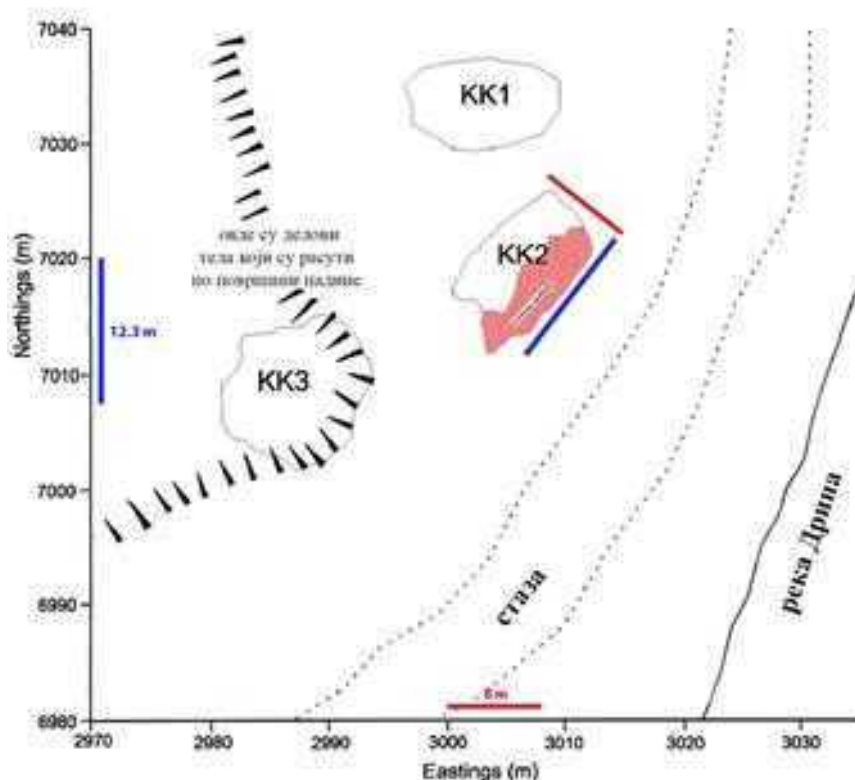 7040
KK1
7030
7020
KK2
овде су делови
тела који су расути
по површини падине
Northings (m)
12.3 m
7010
KK3
7000
6990
стаза
река Дрина
8 m
6980
2970
2980
2990
3000
3010
3020
3030
Eastings (m)